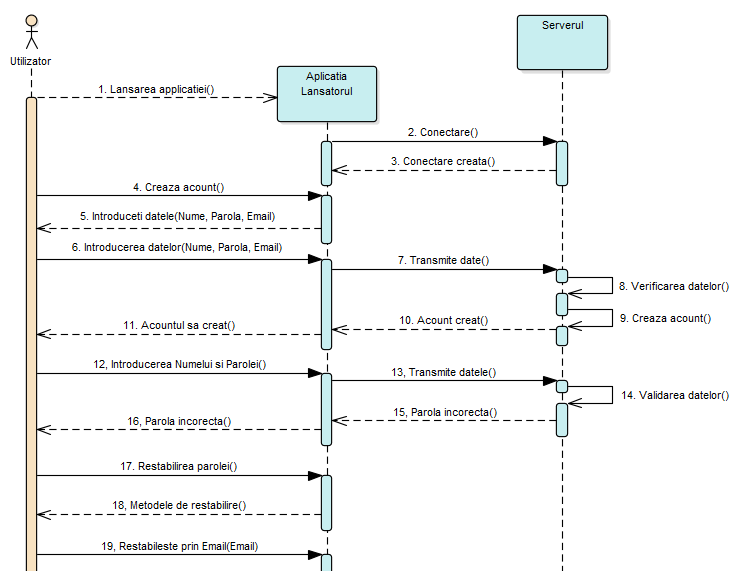 Serverul
Utilizator
Aplicatia
Lansatorul
1. Lansarea applicatiei()
2. Conectare()
3. Conectare creata()
4. Creaza acount()
5. Introduceti datele(Nume, Parola, Email)
6. Introducerea datelor(Nume, Parola, Email)
7. Transmite date()
8. Verificarea datelor()
9. Creaza acount()
10. Acount creat()
11. Acountul sa creat()
12, Introducerea Numelui si Parolei()
13, Transmite datele()
14. Validarea datelor()
15, Parola incorecta()
16, Parola incorecta()
17. Restabilirea parolei()
18, Metodele de restabilire()
19, Restabileste prin Email(Email)